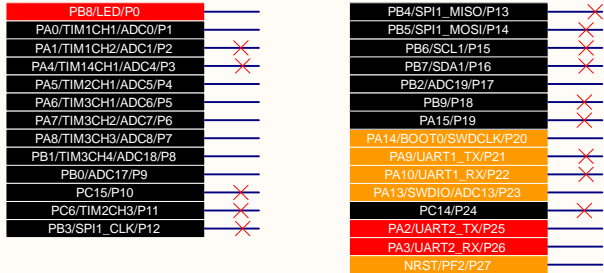 PB8/LED/P0
PA0/TIM1CH1/ADC0/P1
PA1/TIM1CH2/ADC1/P2
PA4/TIM14CH1/ADC4/P3
PA5/TIM2CH1/ADC5/P4
PA6/TIM3CH1/ADC6/P5
PA7/TIM3CH2/ADC7/P6
PA8/TIM3CH3/ADC8/P7
PB1/TIM3CH4/ADC18/P8
PB0/ADC17/P9
PC15/P10
PC6/TIM2CH3/P11
PB3/SPI1_CLK/P12
PB4/SPI1_MISO/P13
PB5/SPI1_MOSI/P14
PB6/SCL1/P15
PB7/SDA1/P16
PB2/ADC19/P17
PB9/P18
PA15/P19
PA14/BOOT0/SWDCLK/P20
PA9/UART1_TX/P21
PA10/UART1_RX/P22
PA13/SWDIO/ADC13/P23
PC14/P24
PA2/UART2_TX/P25
PA3/UART2_RX/P26
NRST/PF2/P27